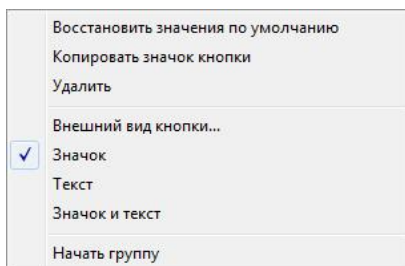 Восстановить значения по умолчанию
Копировать значок кнопки
Удалить
Внешний вид кнопки...
Значок
Текст
Значок и текст
Начать группу